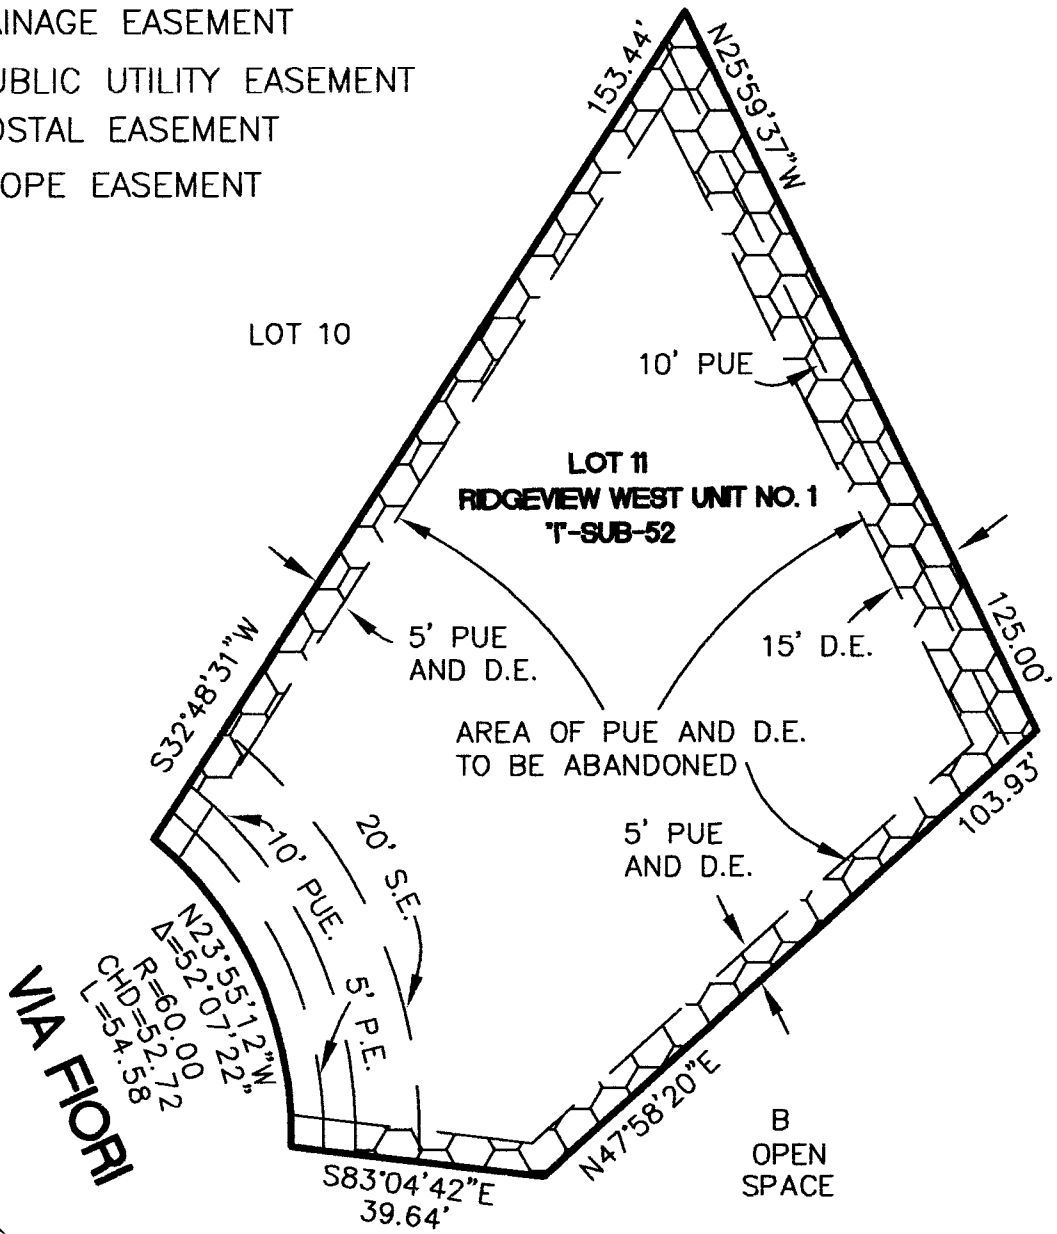 AINAGE EASEMENT
UBLIC UTILITY EASEMENT
OSTAL EASEMENT
OPE EASEMENT
153.44'
N25°59'37"W
LOT 10
10' PUE
LOT 11
RIDGEVIEW WEST UNIT NO. 1
"I"-SUB-52
5' PUE
AND D.E.
15' D.E.
125.00'
S32°48'31"W
AREA OF PUE AND D.E.
TO BE ABANDONED
103.93'
5' PUE
AND D.E.
20' S.E.
10' PUE.
5' P.E.
N23°55'12"W
Δ=52°07'22"
R=60.00
CHD=52.72
L=54.58
VIA FIORI
N47°58'20"E
S83°04'42"E
39.64'
B
OPEN
SPACE